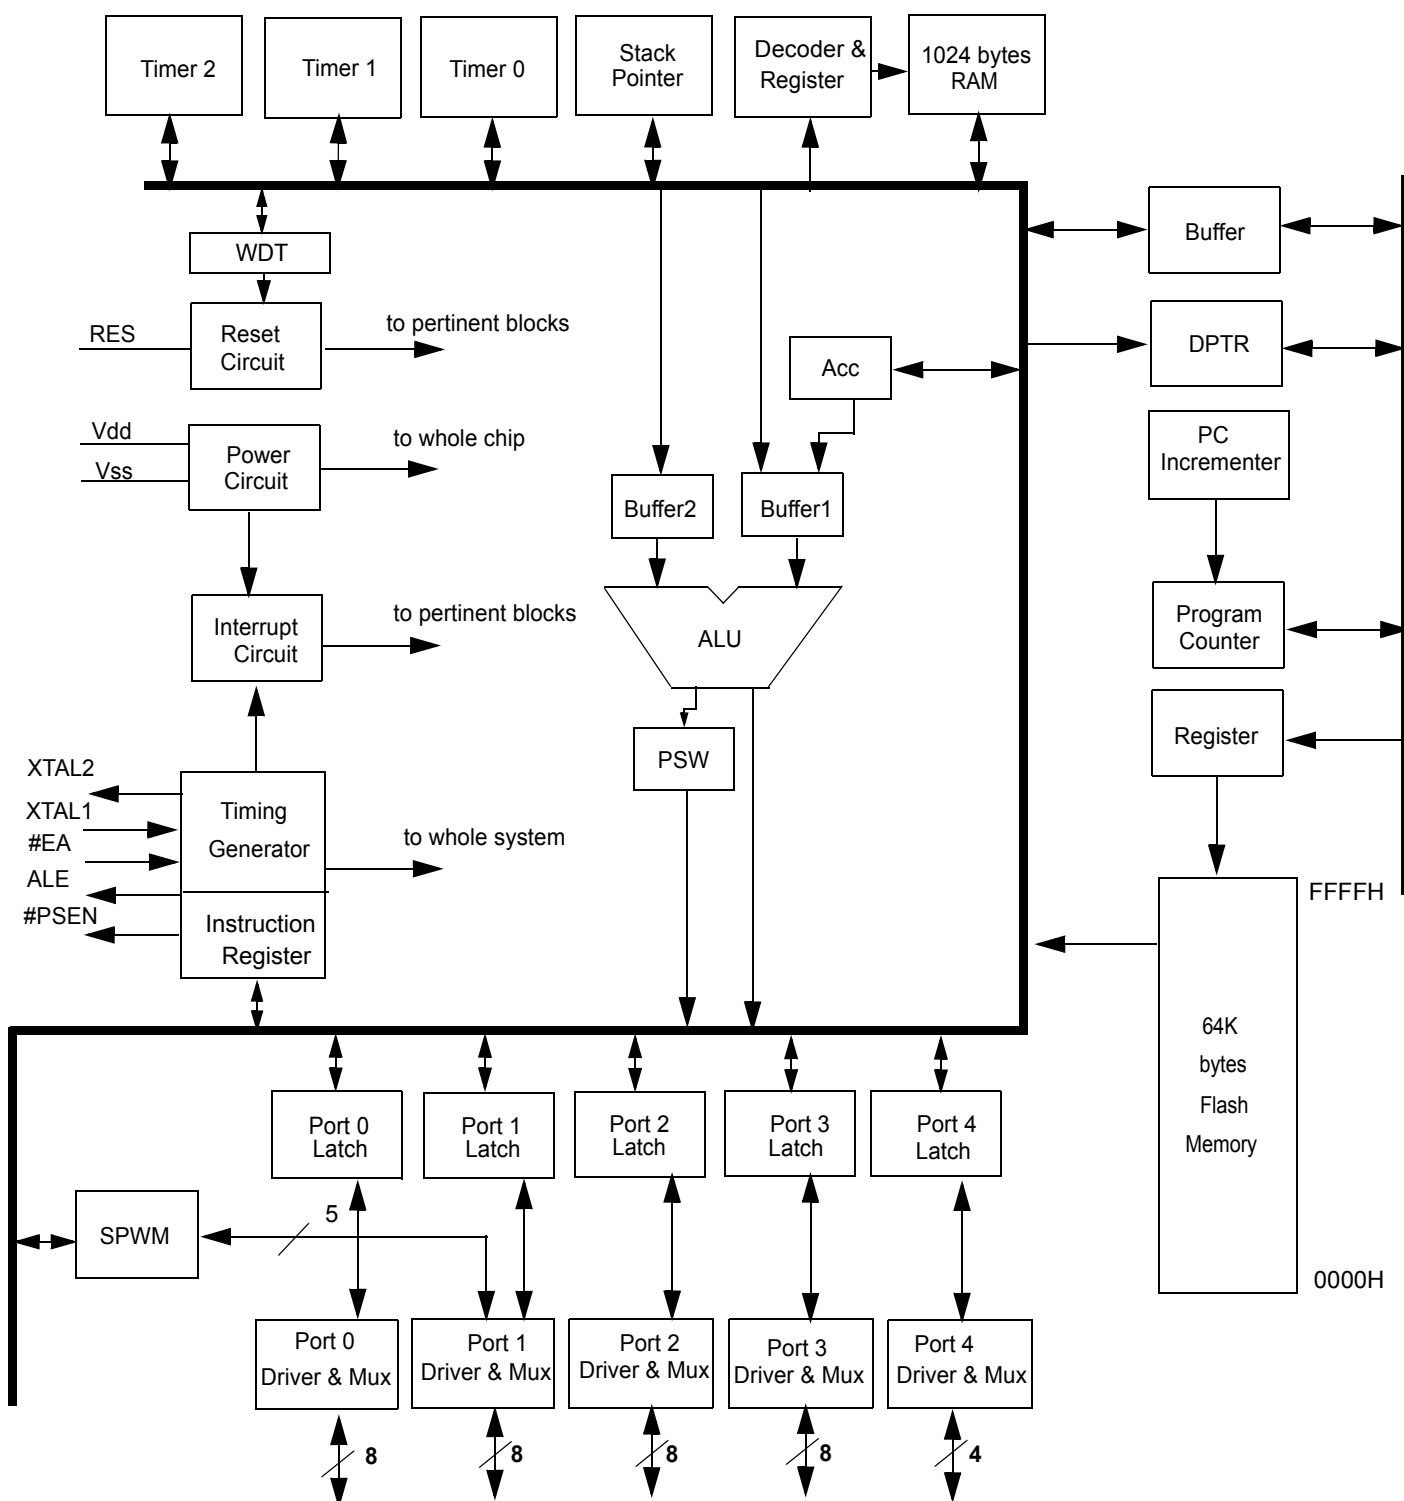 Timer 2
Timer 1
Timer 0
Stack
Pointer
Decoder &
Register
1024 bytes
RAM
WDT
RES
Reset
Circuit
to pertinent blocks
Vdd
Vss
Power
Circuit
to whole chip
Interrupt
Circuit
to pertinent blocks
XTAL2
XTAL1
#EA
ALE
#PSEN
Timing
Generator
Instruction
Register
to whole system
Acc
Buffer2
Buffer1
ALU
PSW
Buffer
DPTR
PC
Incrementer
Program
Counter
Register
FFFFH
64K
bytes
Flash
Memory
0000H
Port 0
Latch
Port 1
Latch
Port 2
Latch
Port 3
Latch
Port 4
Latch
SPWM
5
Port 0
Driver & Mux
Port 1
Driver & Mux
Port 2
Driver & Mux
Port 3
Driver & Mux
Port 4
Driver & Mux
8
8
8
8
4